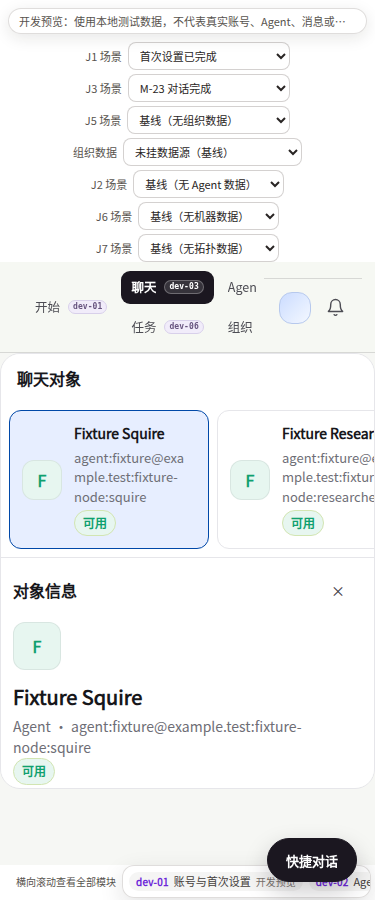 开发预览：使用本地测试数据，不代表真实账号、Agent、消息或…
J1 场景 首次设置已完成
J3 场景 M-23 对话完成
J5 场景 基线（无组织数据）
组织数据 未挂数据源（基线）
J2 场景 基线（无 Agent 数据）
J6 场景 基线（无机器数据）
J7 场景 基线（无拓扑数据）
开始 dev-01
聊天 dev-03
Agen
任务 dev-06
组织
聊天对象
F
Fixture Squire
agent:fixture@exa
mple.test:fixture-
node:squire
可用
F
Fixture Resear
agent:fixture@e
mple.test:fixtur
node:researche
可用
对象信息
F
Fixture Squire
Agent • agent:fixture@example.test:fixture-
node:squire
可用
快捷对话
横向滚动查看全部模块
dev-01 账号与首次设置 开发预览
dev-02 Age